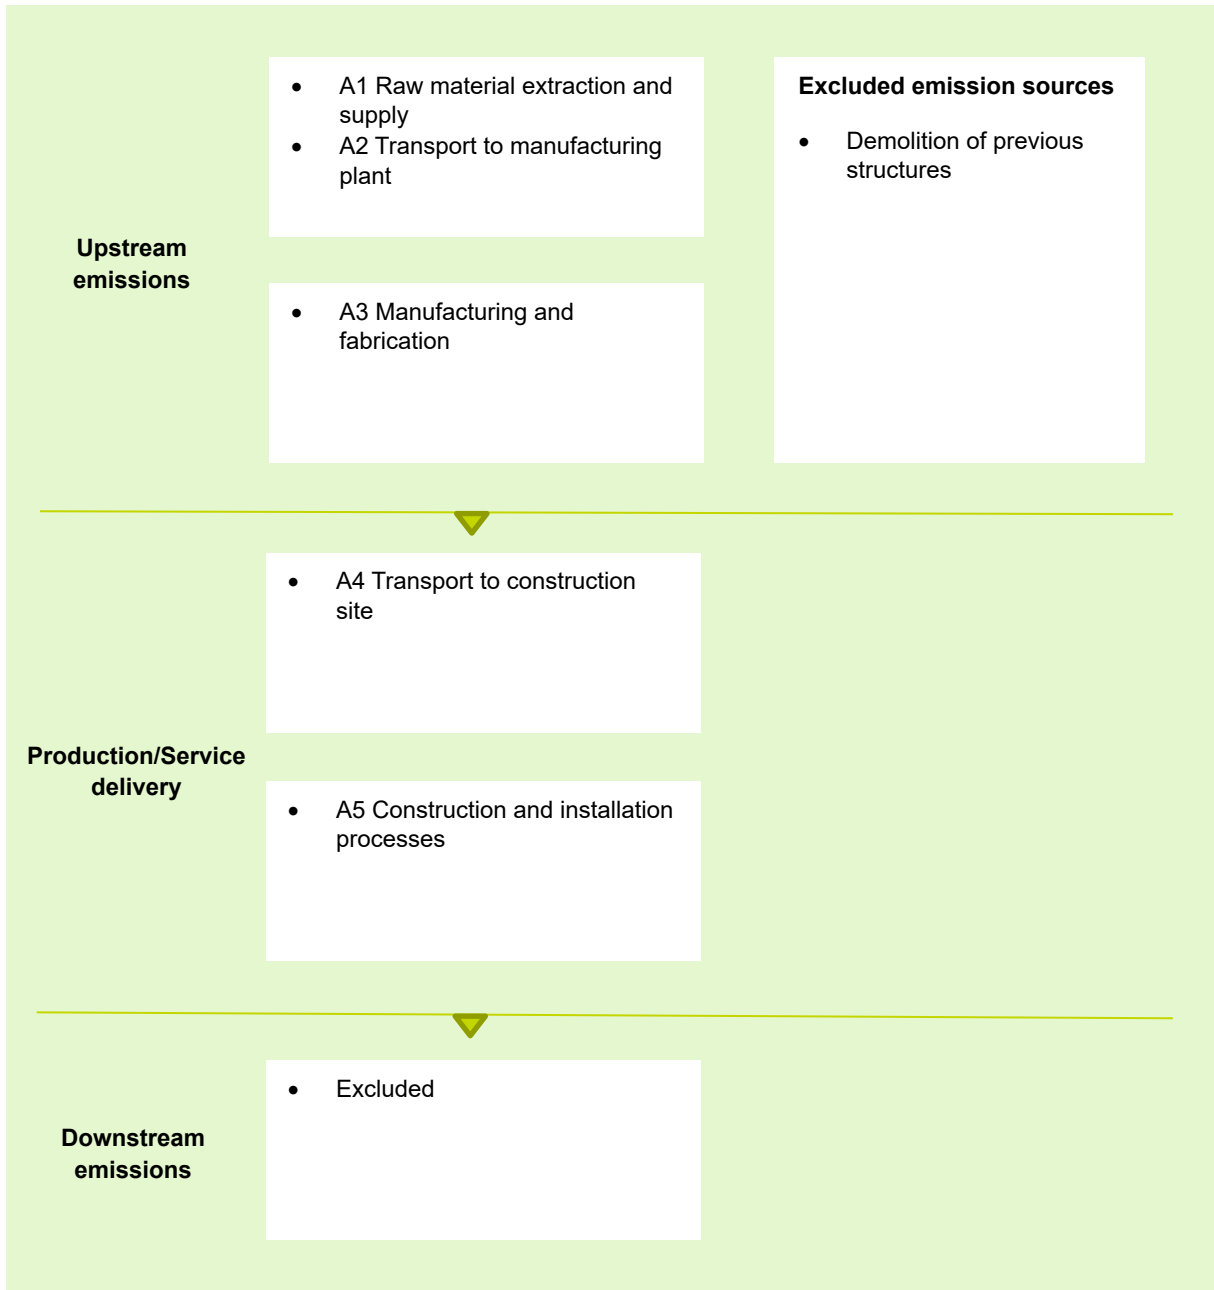 • A1 Raw material extraction and
supply
• A2 Transport to manufacturing
plant
Excluded emission sources
• Demolition of previous
structures
Upstream
emissions
• A3 Manufacturing and
fabrication
• A4 Transport to construction
site
Production/Service
delivery
• A5 Construction and installation
processes
• Excluded
Downstream
emissions